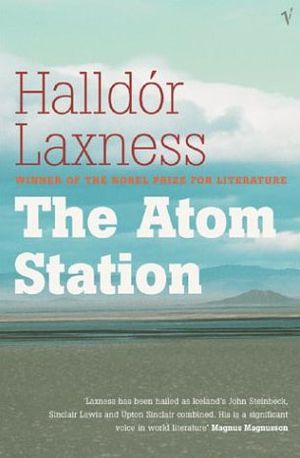 V
Halldór
Laxness
WINNER OF THE NOBEL PRIZE FOR LITERATURE
The Atom
Station
'Laxness has been hailed as Iceland's John Steinbeck,
Sinclair Lewis and Upton Sinclair combined. His is a significant
voice in world literature' Magnus Magnusson